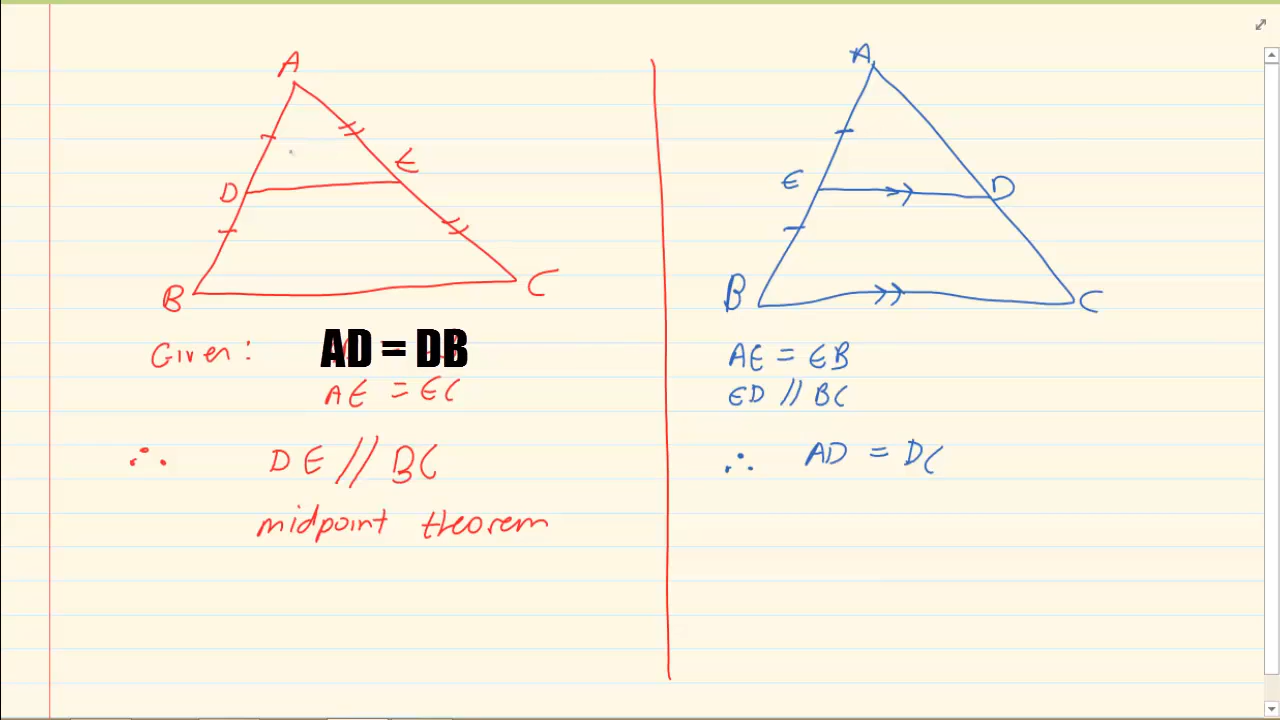 A
D
E
B
C
Given:
AD = DB
AE = EC
∴ DE // BC
midpoint theorem
A
E
D
B
C
AE = EB
ED // BC
∴ AD = DC